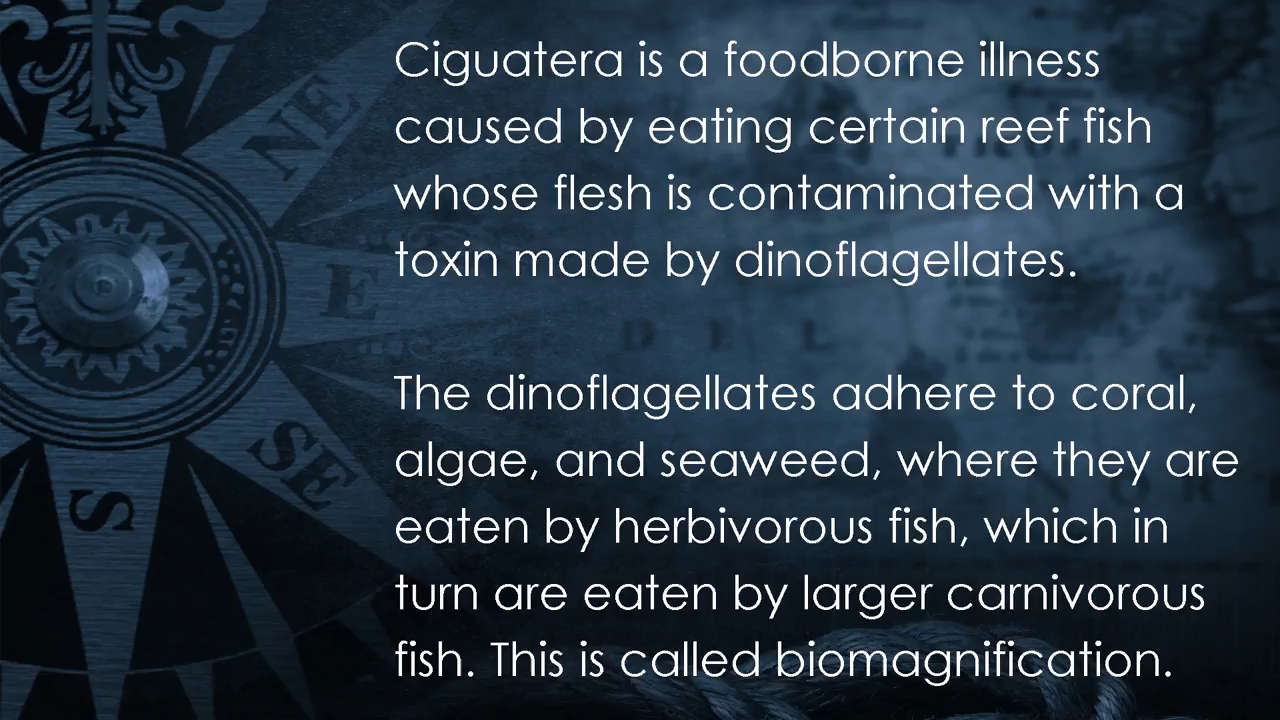 Ciguatera is a foodborne illness
caused by eating certain reef fish
whose flesh is contaminated with a
toxin made by dinoflagellates.
The dinoflagellates adhere to coral,
algae, and seaweed, where they are
eaten by herbivorous fish, which in
turn are eaten by larger carnivorous
fish. This is called biomagnification.
NE
E
SE
S
D E L